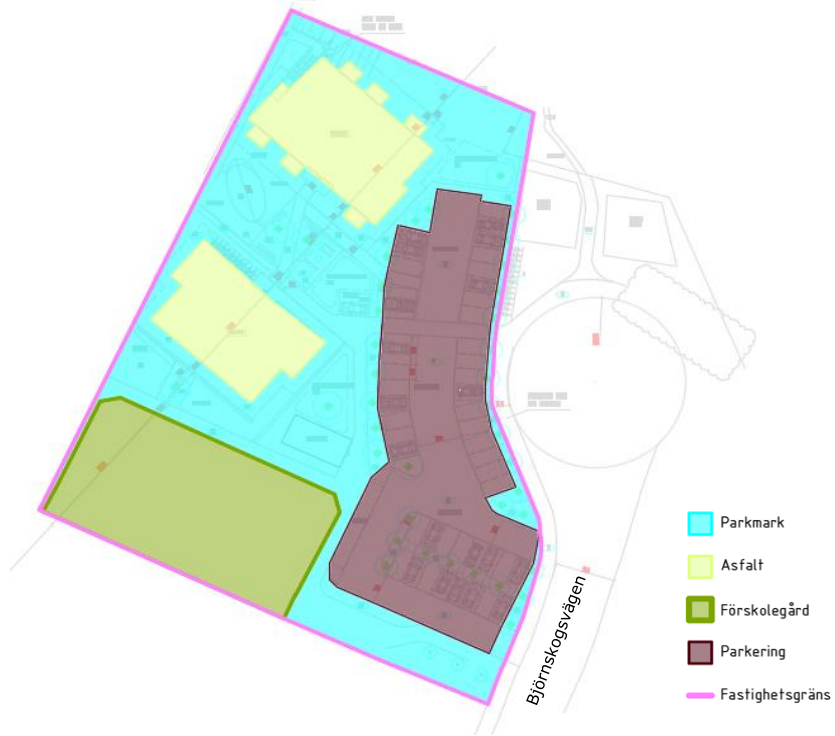 Parkmark
Asfalt
Förskolegård
Parkering
Fastighetsgräns
Björnskogsvägen